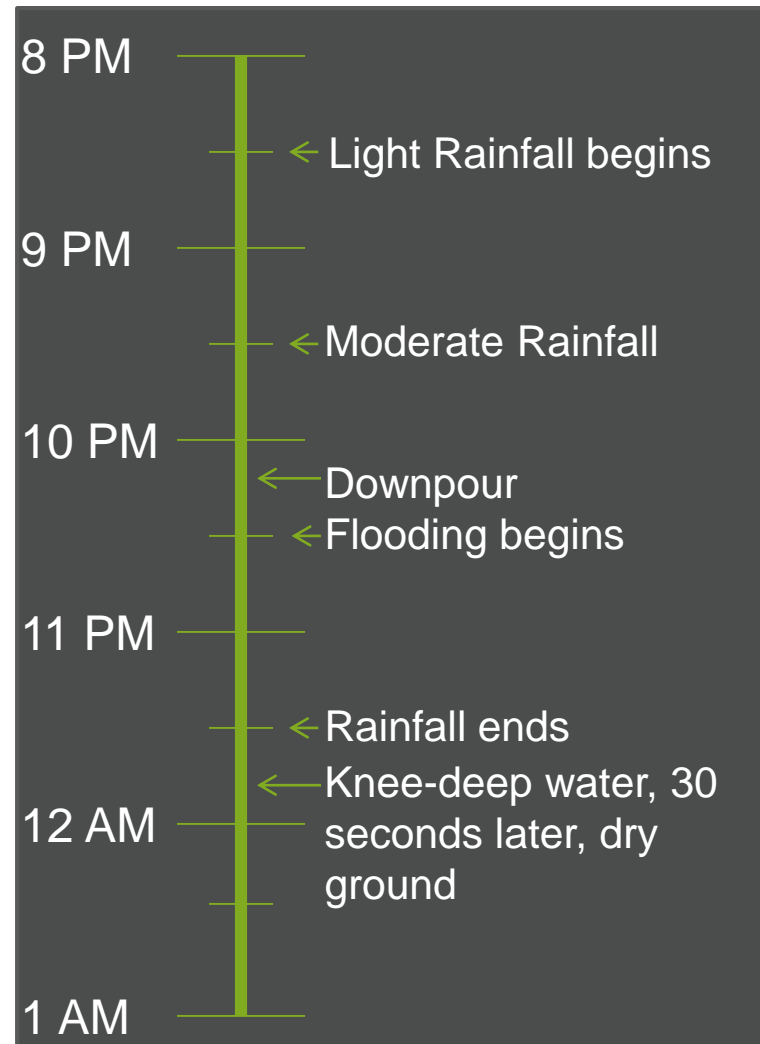 8 PM
Light Rainfall begins
9 PM
Moderate Rainfall
10 PM
Downpour
Flooding begins
11 PM
Rainfall ends
Knee-deep water, 30
12 AM
seconds later, dry
ground
1 AM